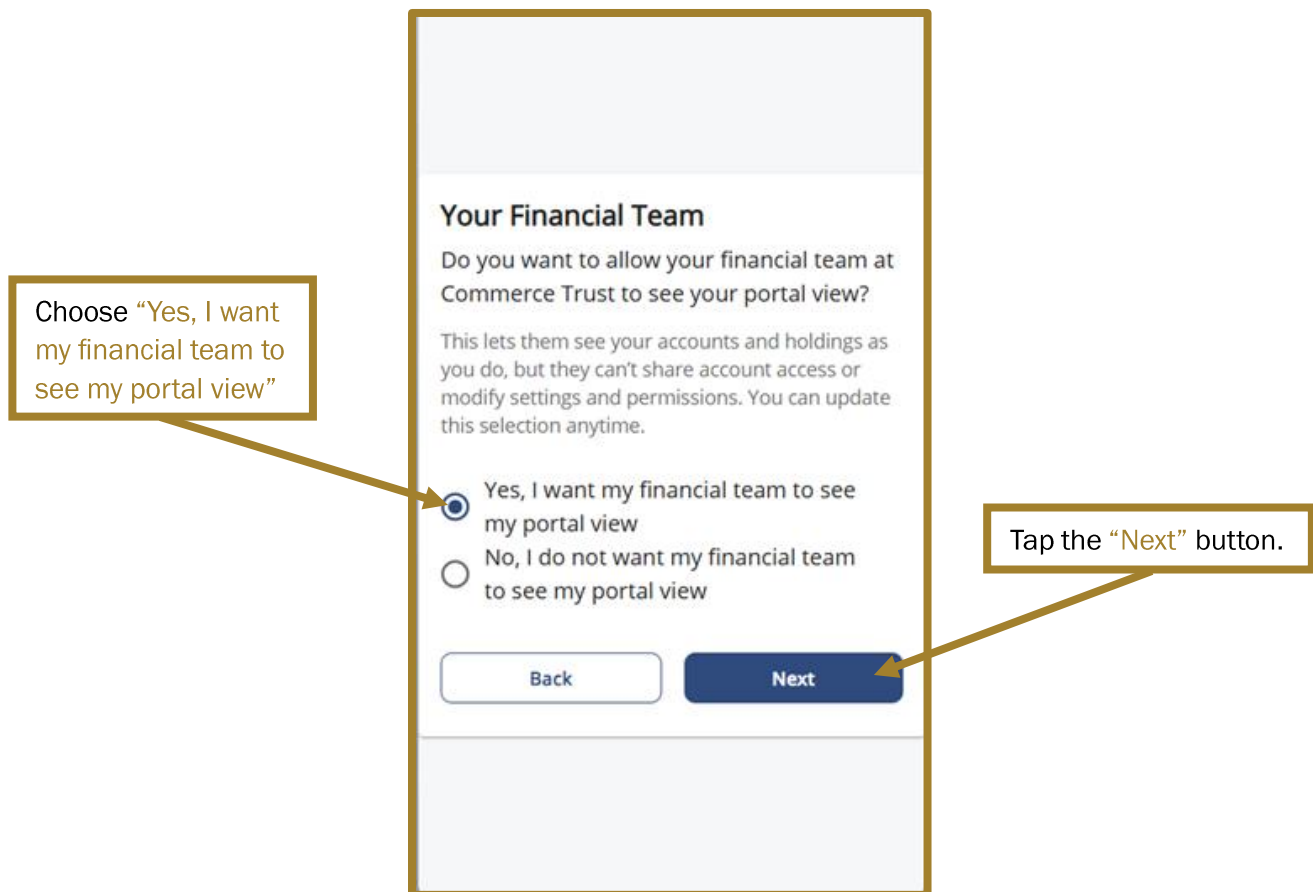 Your Financial Team
Do you want to allow your financial team at
Commerce Trust to see your portal view?
This lets them see your accounts and holdings as
you do, but they can't share account access or
modify settings and permissions. You can update
this selection anytime.
Choose “Yes, I want
my financial team to
see my portal view”
Yes, I want my financial team to see
my portal view
No, I do not want my financial team
to see my portal view
Tap the “Next” button.
Back
Next